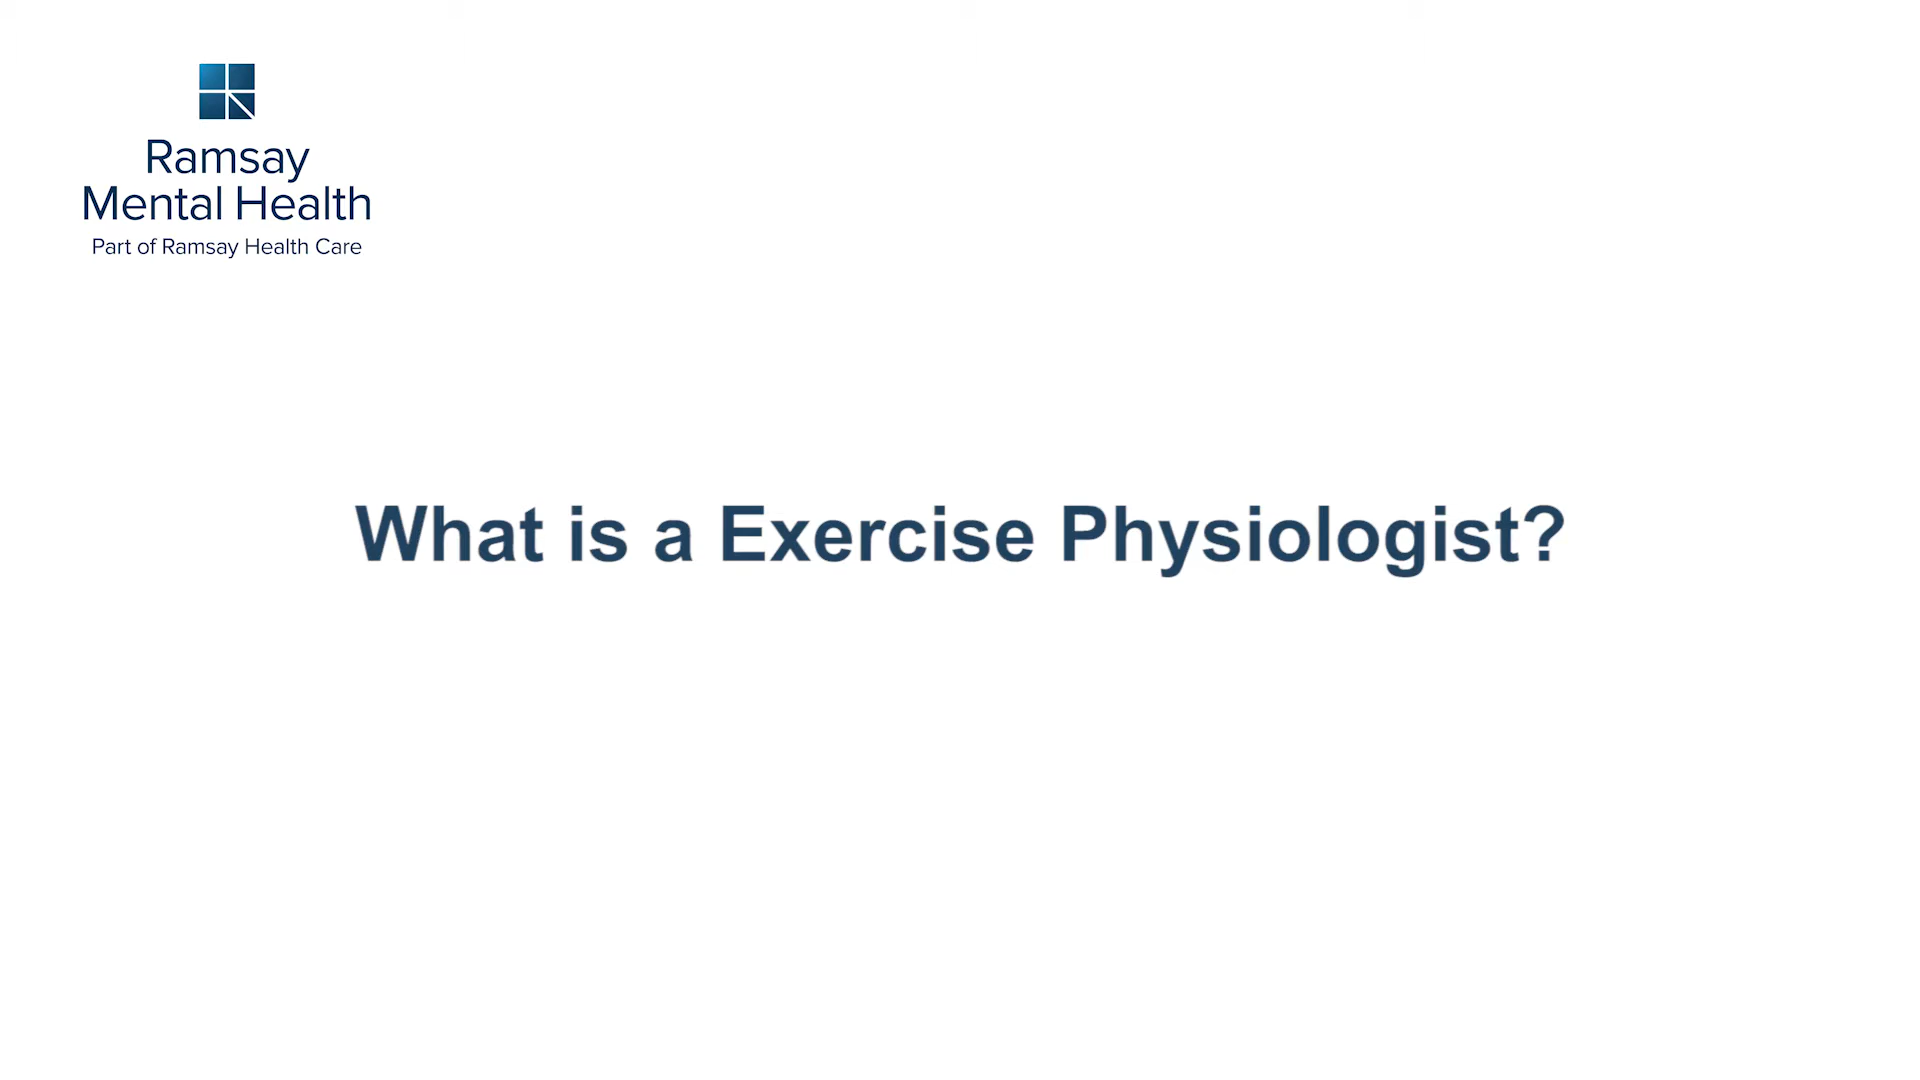 Ramsay
Mental Health
Part of Ramsay Health Care
What is a Exercise Physiologist?